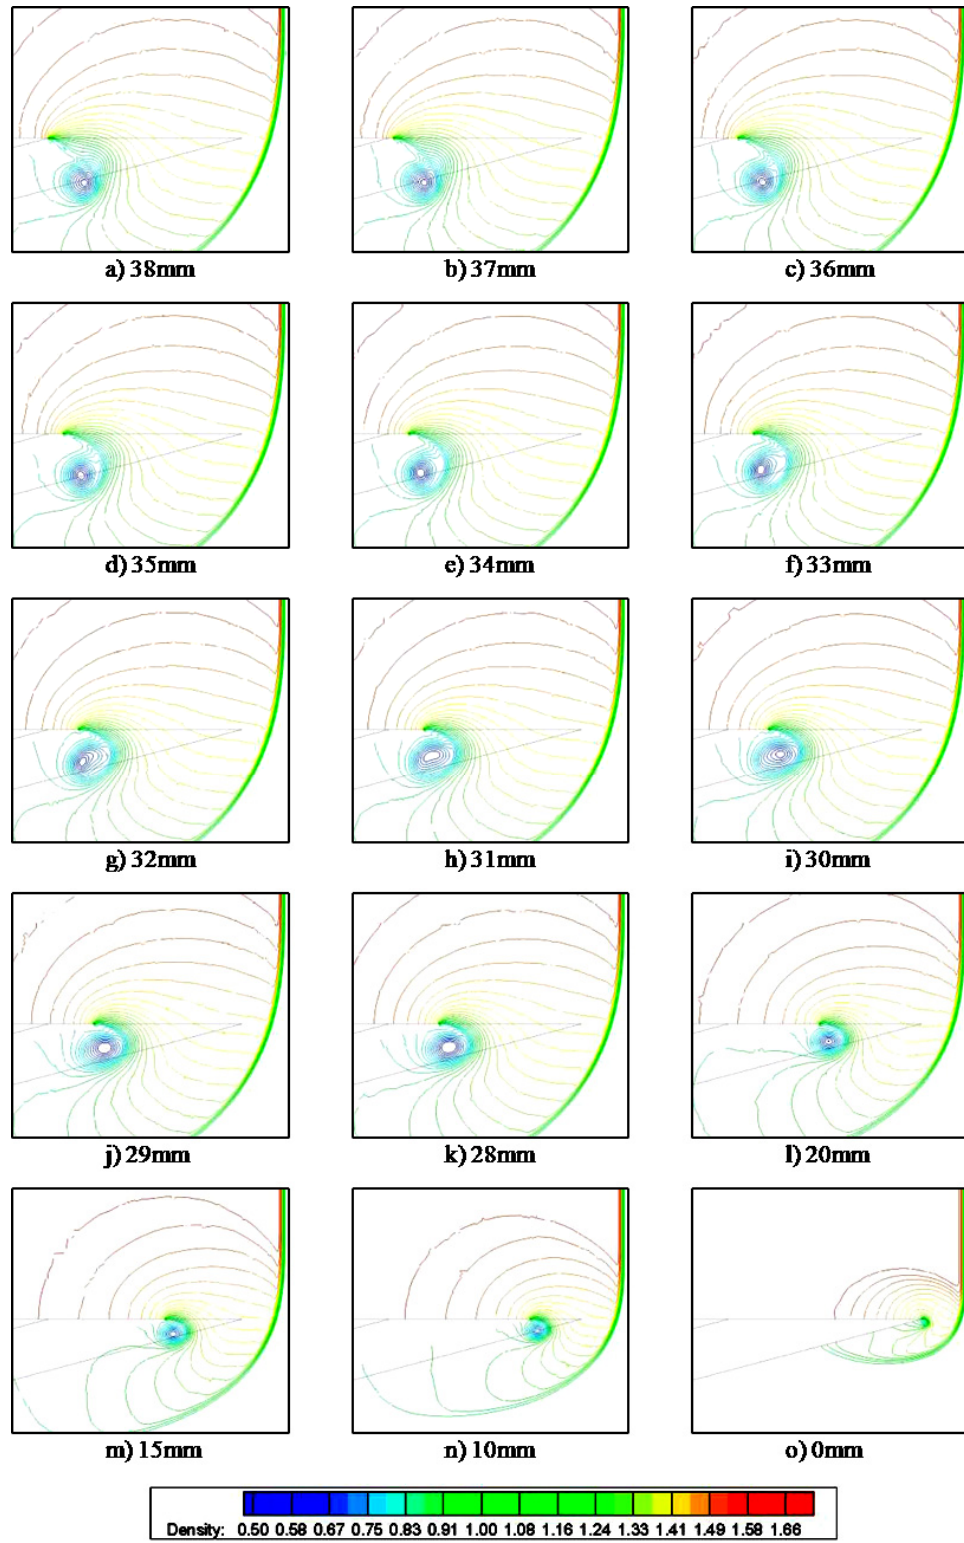 a) 38mm b) 37mm c) 36mm
d) 35mm e) 34mm f) 33mm
g) 32mm h) 31mm i) 30mm
j) 29mm k) 28mm l) 20mm
m) 15mm n) 10mm o) 0mm
Density: 0.50 0.58 0.67 0.75 0.83 0.91 1.00 1.08 1.16 1.24 1.33 1.41 1.49 1.58 1.66